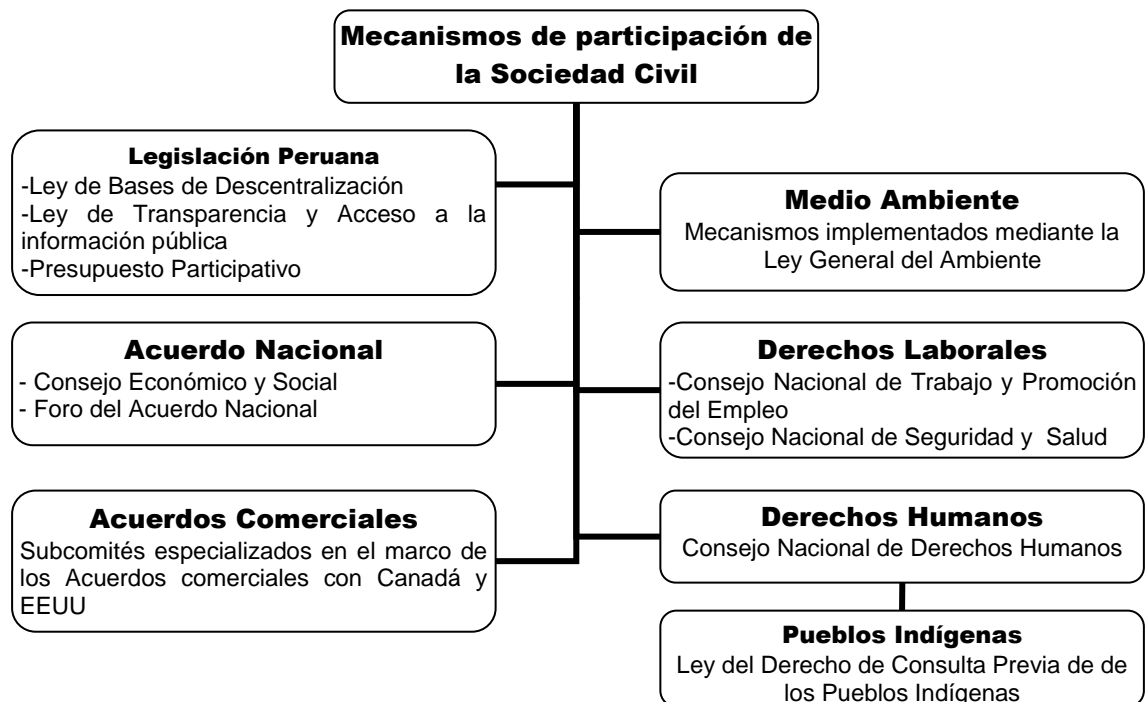 Mecanismos de participación de
la Sociedad Civil
Legislación Peruana
-Ley de Bases de Descentralización
-Ley de Transparencia y Acceso a la
información pública
-Presupuesto Participativo
Medio Ambiente
Mecanismos implementados mediante la
Ley General del Ambiente
Acuerdo Nacional
- Consejo Económico y Social
- Foro del Acuerdo Nacional
Derechos Laborales
-Consejo Nacional de Trabajo y Promoción
del Empleo
-Consejo Nacional de Seguridad y Salud
Acuerdos Comerciales
Subcomités especializados en el marco de
los Acuerdos comerciales con Canadá y
EEUU
Derechos Humanos
Consejo Nacional de Derechos Humanos
Pueblos Indígenas
Ley del Derecho de Consulta Previa de de
los Pueblos Indígenas